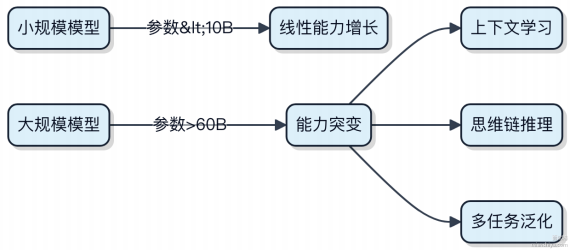 小规模模型
参数&lt;10B
线性能力增长
上下文学习
大规模模型
参数>60B
能力突变
思维链推理
多任务泛化